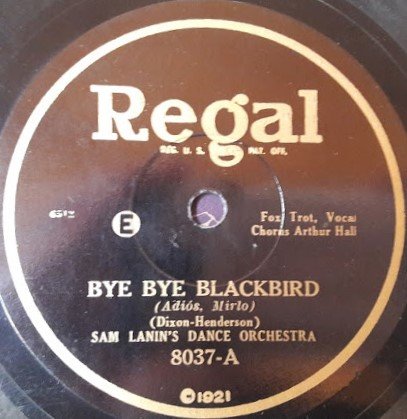 Regal
REG. U. S. PAT. OFF.
E
Fox Trot, Vocal
Chorus Arthur Hall
BYE BYE BLACKBIRD
(Adiós, Mirlo)
(Dixon-Henderson)
SAM LANIN'S DANCE ORCHESTRA
8037-A
©1921